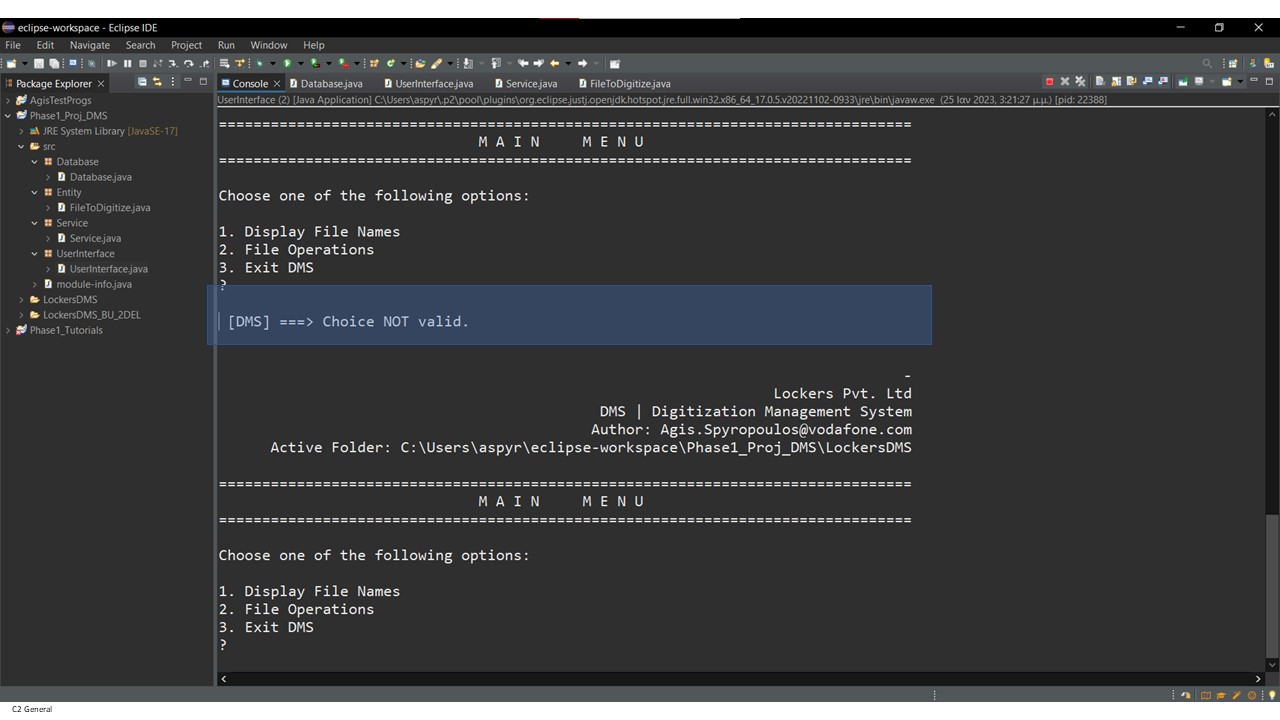 eclipse-workspace - Eclipse IDE
File Edit Navigate Search Project Run Window Help
Package Explorer
Console Database.java UserInterface.java Service.java FileToDigitize.java
UserInterface (2) [Java Application] C:\Users\aspyr\.p2\pool\plugins\org.eclipse.justj.openjdk.hotspot.jre.full.win32.x86_64_17.0.5.v20221102-0933\jre\bin\javaw.exe (25 Ιαν 2023, 3:21:27 μ.μ.) [pid: 22388]
AgisTestProgs
Phase1_Proj_DMS
JRE System Library [JavaSE-17]
src
Database
Database.java
Entity
FileToDigitize.java
Service
Service.java
UserInterface
UserInterface.java
module-info.java
LockersDMS
LockersDMS_BU_2DEL
Phase1_Tutorials
================================================================================
M A I N     M E N U
================================================================================
Choose one of the following options:
1. Display File Names
2. File Operations
3. Exit DMS
?
[DMS] ===> Choice NOT valid.
-
Lockers Pvt. Ltd
DMS | Digitization Management System
Author: Agis.Spyropoulos@vodafone.com
Active Folder: C:\Users\aspyr\eclipse-workspace\Phase1_Proj_DMS\LockersDMS
================================================================================
M A I N     M E N U
================================================================================
Choose one of the following options:
1. Display File Names
2. File Operations
3. Exit DMS
?
C2 General